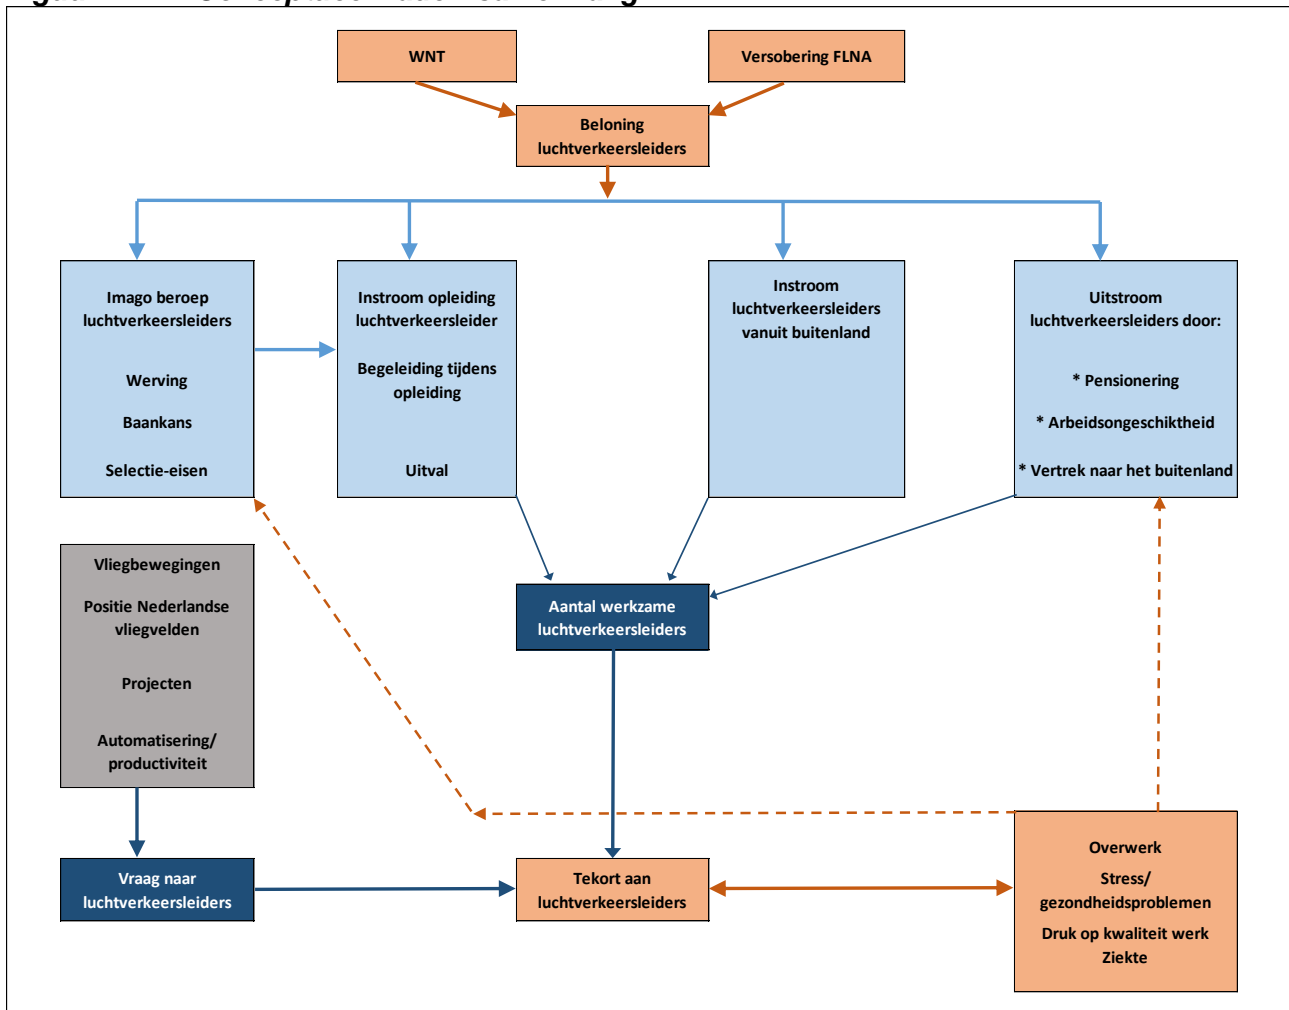 WNT
Versobering FLNA
Beloning
luchtverkeersleiders
Imago beroep
luchtverkeersleiders
Werving
Baankans
Selectie-eisen
Instroom opleiding
luchtverkeersleider
Begeleiding tijdens
opleiding
Uitval
Instroom
luchtverkeersleiders
vanuit buitenland
Uitstroom
luchtverkeersleiders door:
* Pensionering
* Arbeidsongeschiktheid
* Vertrek naar het buitenland
Vliegbewegingen
Positie Nederlandse
vliegvelden
Projecten
Automatisering/
productiviteit
Aantal werkzame
luchtverkeersleiders
Vraag naar
luchtverkeersleiders
Tekort aan
luchtverkeersleiders
Overwerk
Stress/
gezondheidsproblemen
Druk op kwaliteit werk
Ziekte